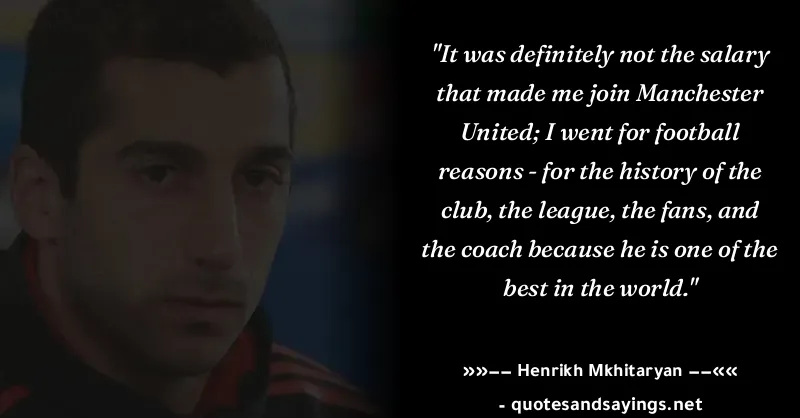 "It was definitely not the salary
that made me join Manchester
United; I went for football
reasons - for the history of the
club, the league, the fans, and
the coach because he is one of the
best in the world."
»»−− Henrikh Mkhitaryan −−««
- quotesandsayings.net